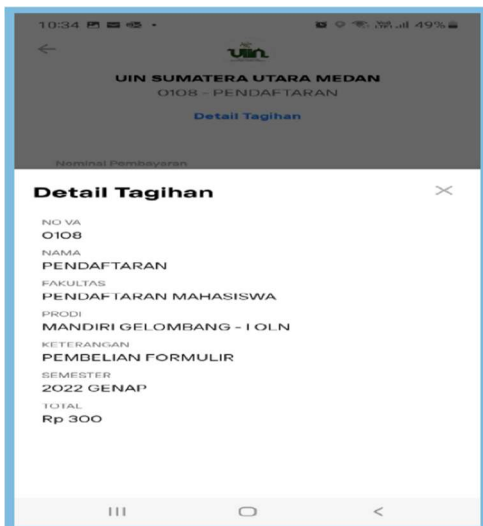 10:34
49%
uin
UIN SUMATERA UTARA MEDAN
0108 - PENDAFTARAN
Detail Tagihan
Nominal Pembayaran
Detail Tagihan
NO VA
0108
NAMA
PENDAFTARAN
FAKULTAS
PENDAFTARAN MAHASISWA
PRODI
MANDIRI GELOMBANG - I OLN
KETERANGAN
PEMBELIAN FORMULIR
SEMESTER
2022 GENAP
TOTAL
Rp 300